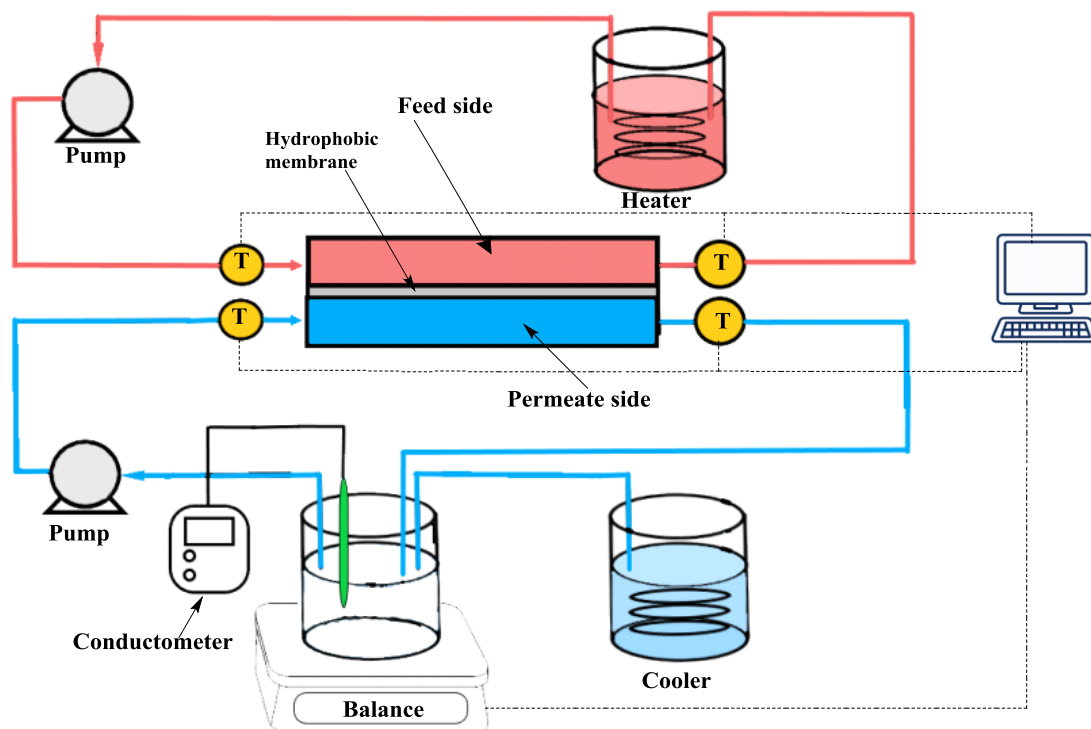 Feed side
Hydrophobic
membrane
Pump
Heater
T
T
T
T
Permeate side
Pump
Conductometer
Cooler
Balance